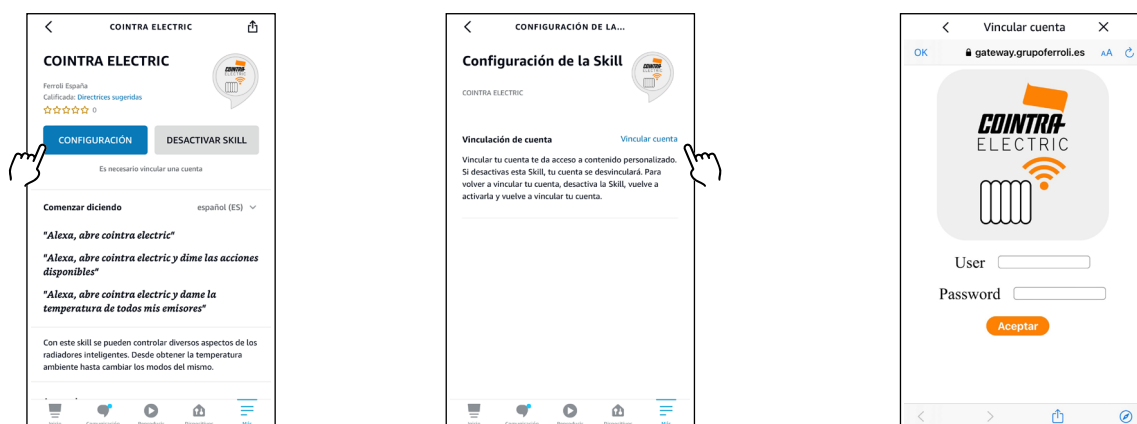 COINTRA ELECTRIC
COINTRA ELECTRIC
COINTRA
ELECTRIC
Ferroli España
Calificada: Directrices sugeridas
0
CONFIGURACIÓN
DESACTIVAR SKILL
Es necesario vincular una cuenta
Comenzar diciendo
español (ES)
"Alexa, abre cointra electric"
"Alexa, abre cointra electric y dime las acciones
disponibles"
"Alexa, abre cointra electric y dame la
temperatura de todos mis emisores"
Con este skill se pueden controlar diversos aspectos de los
radiadores inteligentes. Desde obtener la temperatura
ambiente hasta cambiar los modos del mismo.
CONFIGURACIÓN DE LA...
Configuración de la Skill
COINTRA
ELECTRIC
COINTRA ELECTRIC
Vinculación de cuenta
Vincular cuenta
Vincular tu cuenta te da acceso a contenido personalizado.
Si desactivas esta Skill, tu cuenta se desvinculará. Para
volver a vincular tu cuenta, desactiva la Skill, vuelve a
activarla y vuelve a vincular tu cuenta.
Vincular cuenta
OK
gateway.grupoferroli.es
AA
COINTRA
ELECTRIC
User
Password
Aceptar